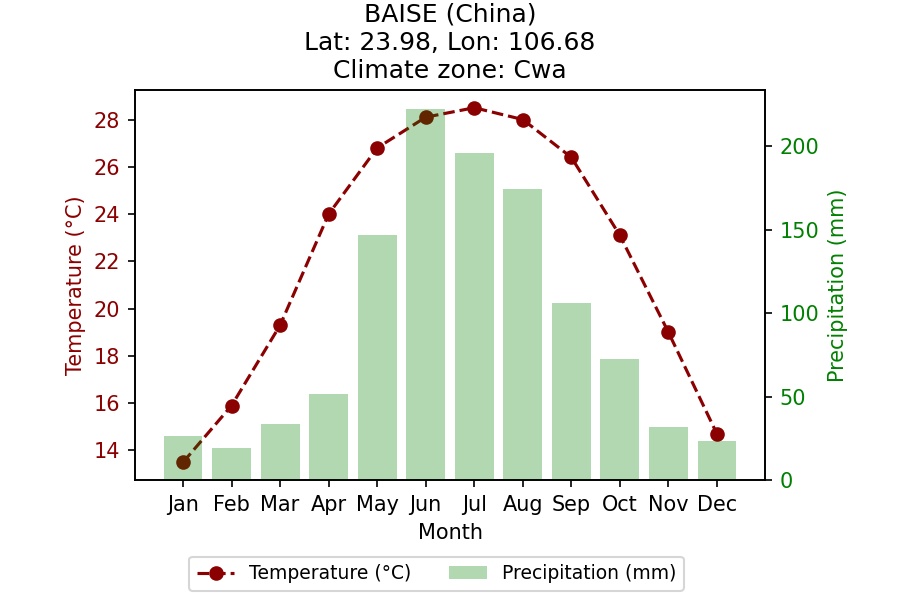 BAISE (China)
Lat: 23.98, Lon: 106.68
Climate zone: Cwa
Temperature (°C)
28
26
24
22
20
18
16
14
200
150
100
50
0
Precipitation (mm)
Jan Feb Mar Apr May Jun Jul Aug Sep Oct Nov Dec
Month
Temperature (°C) Precipitation (mm)